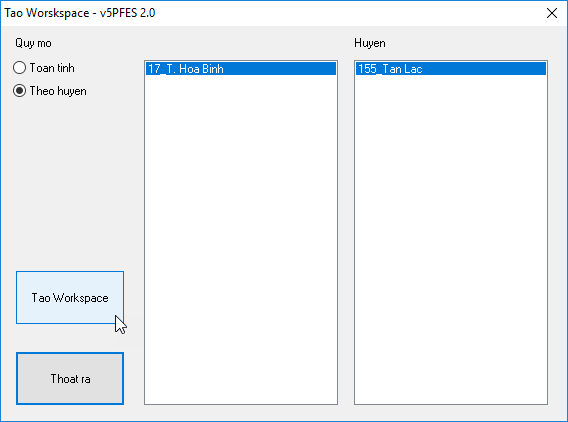 Tao Worskspace - v5PFES 2.0
Quy mo
Huyen
Toan tinh
Theo huyen
17_T. Hoa Binh
155_Tan Lac
Tao Workspace
Thoat ra